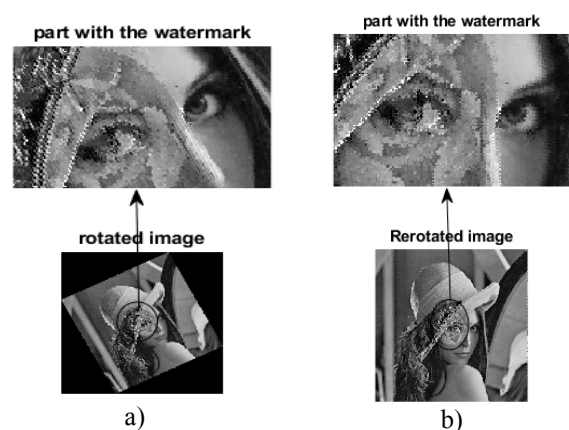 part with the watermark
rotated image
a)
part with the watermark
Rerotated image
b)